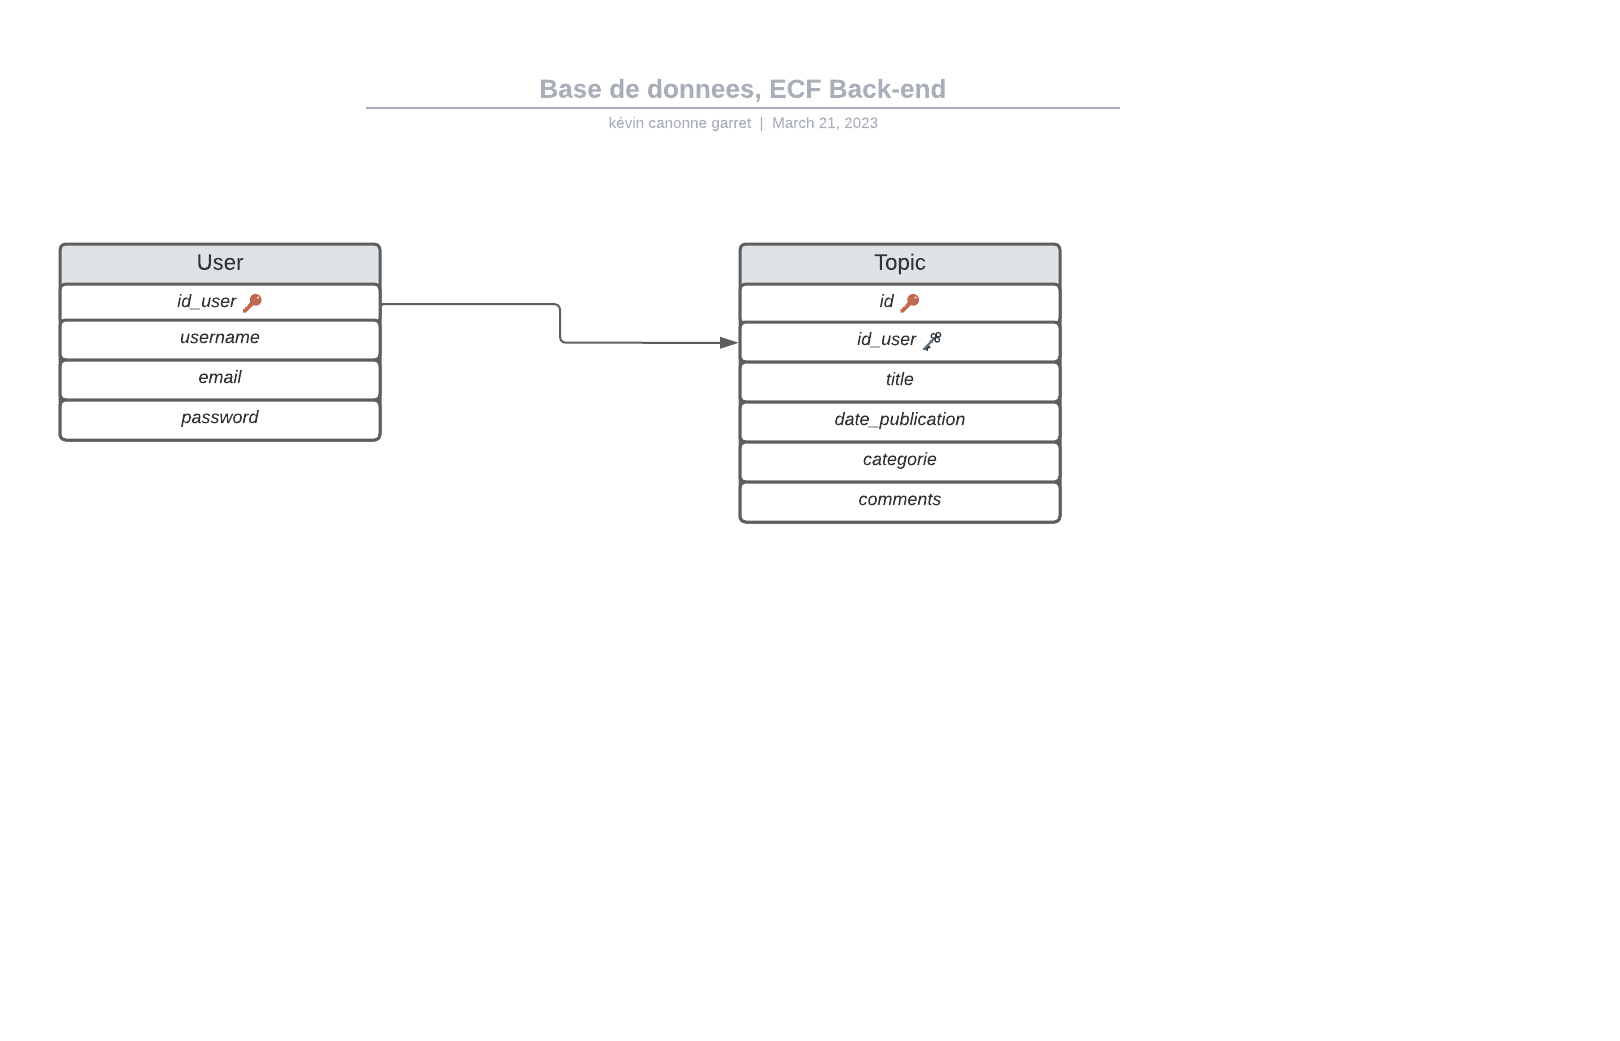 Base de donnees, ECF Back-end
kévin canonne garret | March 21, 2023
User
id_user
username
email
password
Topic
id
id_user
title
date_publication
categorie
comments